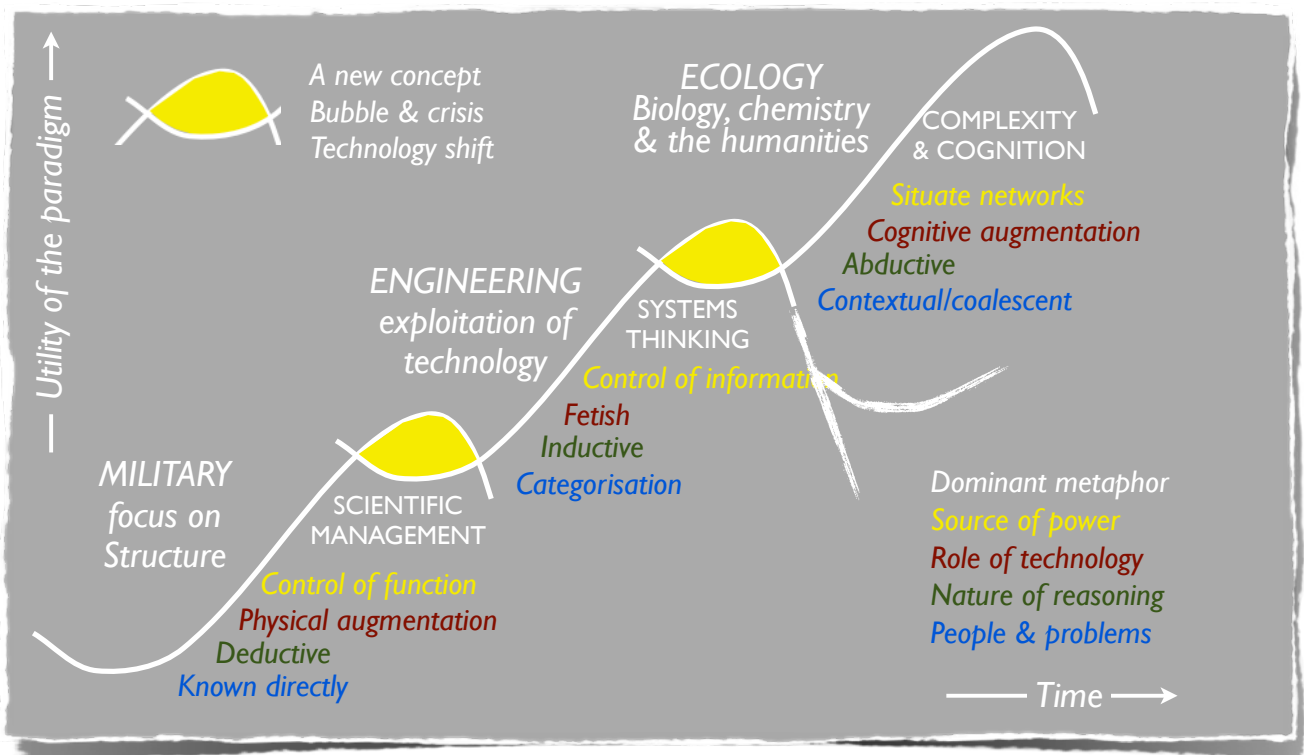 Utility of the paradigm
A new concept
Bubble & crisis
Technology shift
MILITARY
focus on
Structure
SCIENTIFIC
MANAGEMENT
Control of function
Physical augmentation
Deductive
Known directly
ENGINEERING
exploitation of
technology
SYSTEMS
THINKING
Control of information
Fetish
Inductive
Categorisation
ECOLOGY
Biology, chemistry
& the humanities
COMPLEXITY
& COGNITION
Situate networks
Cognitive augmentation
Abductive
Contextual/coalescent
Dominant metaphor
Source of power
Role of technology
Nature of reasoning
People & problems
Time